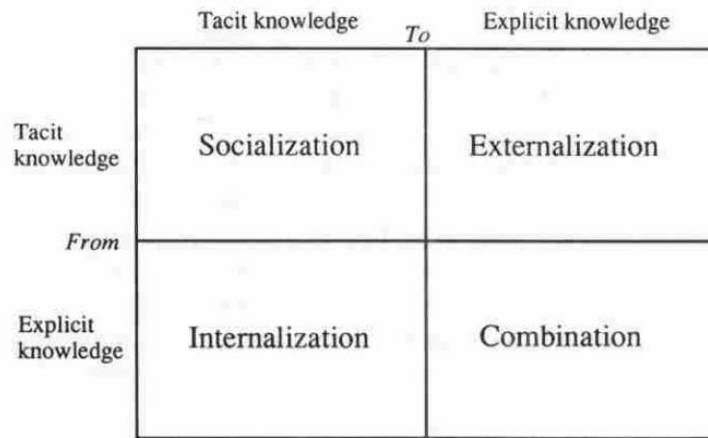 Tacit knowledge
To
Explicit knowledge
Tacit
knowledge
Socialization
Externalization
From
Explicit
knowledge
Internalization
Combination